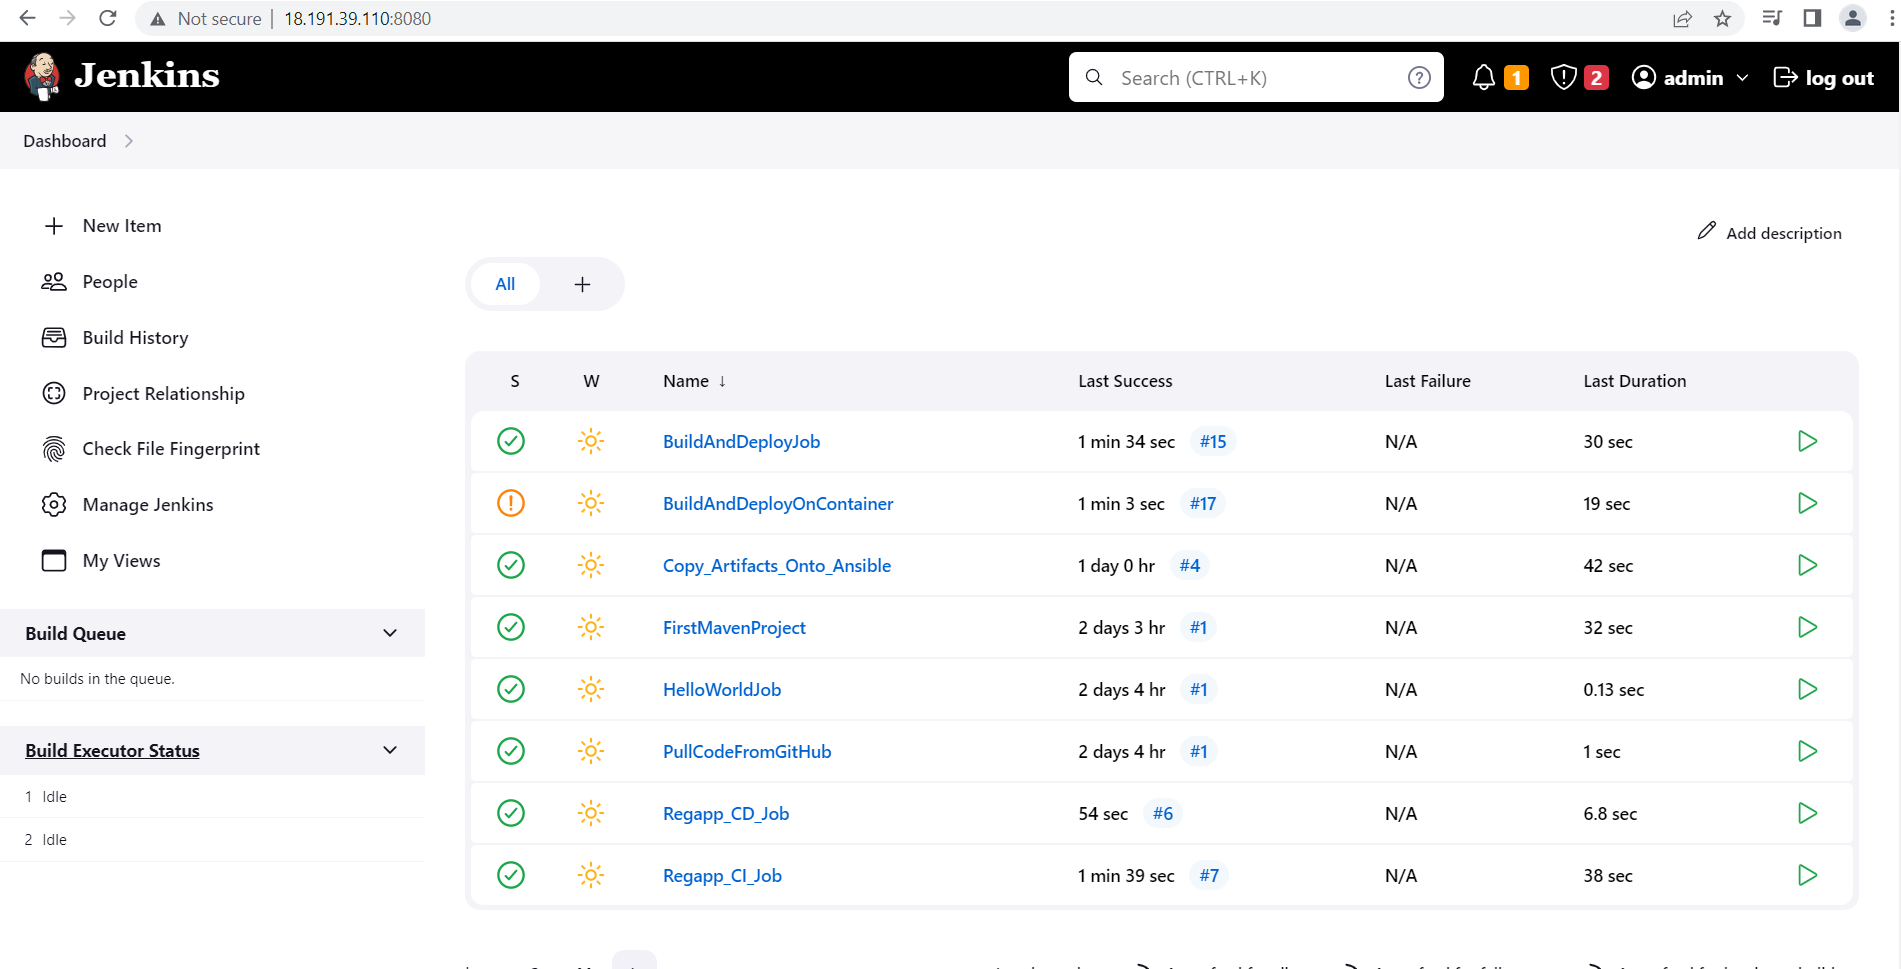 Not secure | 18.191.39.110:8080
Jenkins
Search (CTRL+K)
?
1
2
admin
log out
Dashboard
New Item
People
Build History
Project Relationship
Check File Fingerprint
Manage Jenkins
My Views
Build Queue
No builds in the queue.
Build Executor Status
1 Idle
2 Idle
Add description
All +
S W Name ↓ Last Success Last Failure Last Duration
BuildAndDeployJob 1 min 34 sec #15 N/A 30 sec
BuildAndDeployOnContainer 1 min 3 sec #17 N/A 19 sec
Copy_Artifacts_Onto_Ansible 1 day 0 hr #4 N/A 42 sec
FirstMavenProject 2 days 3 hr #1 N/A 32 sec
HelloWorldJob 2 days 4 hr #1 N/A 0.13 sec
PullCodeFromGitHub 2 days 4 hr #1 N/A 1 sec
Regapp_CD_Job 54 sec #6 N/A 6.8 sec
Regapp_CI_Job 1 min 39 sec #7 N/A 38 sec